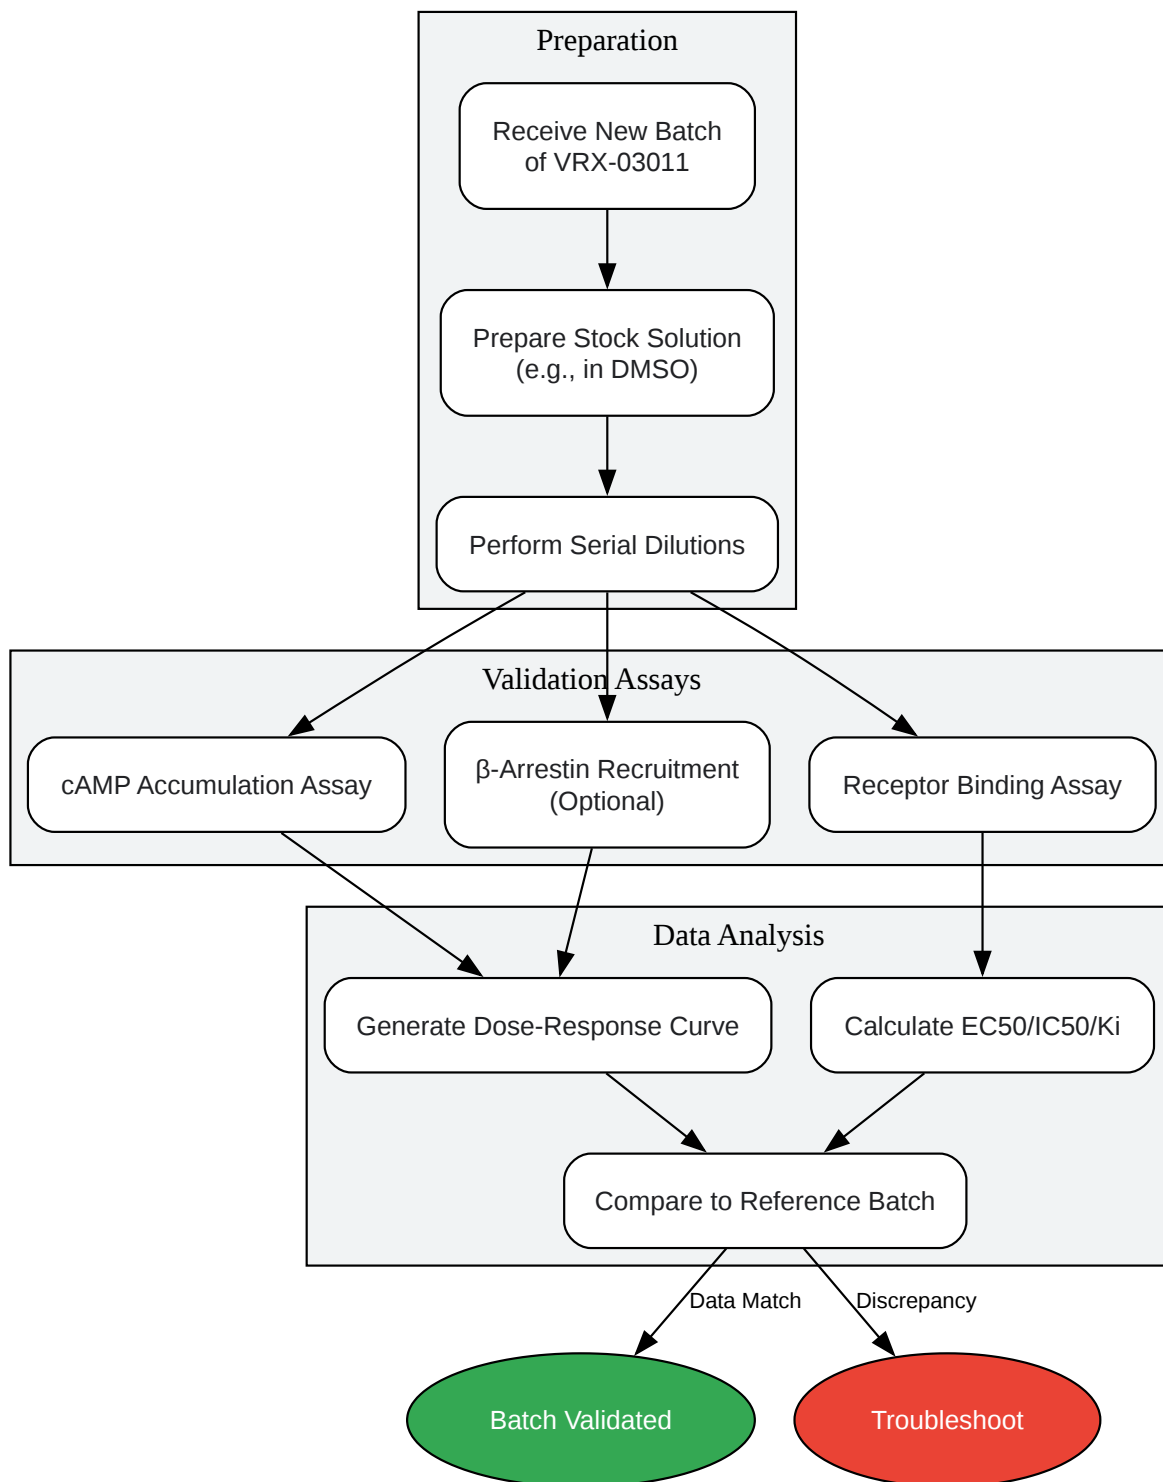 Preparation
Receive New Batch
of VRX-03011
Prepare Stock Solution
(e.g., in DMSO)
Perform Serial Dilutions
Validation Assays
cAMP Accumulation Assay
β-Arrestin Recruitment
(Optional)
Receptor Binding Assay
Data Analysis
Generate Dose-Response Curve
Calculate EC50/IC50/Ki
Compare to Reference Batch
Data Match
Discrepancy
Batch Validated
Troubleshoot